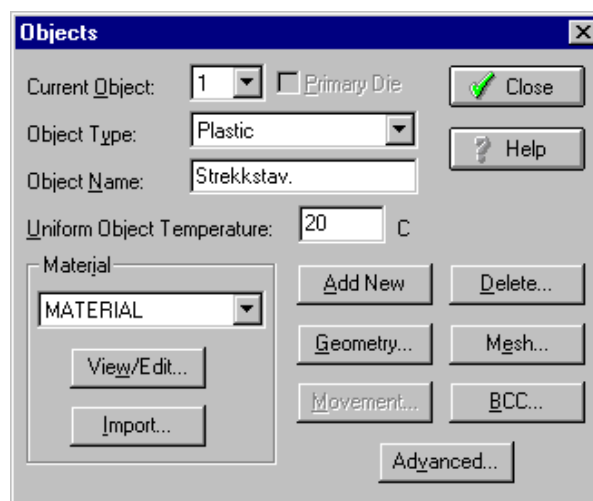 Objects
Current Object: 1 Primary Die Close
Object Type: Plastic Help
Object Name: Strekkstav.
Uniform Object Temperature: 20 C
Material
MATERIAL Add New Delete...
View/Edit... Geometry... Mesh...
Import... Movement... BCC...
Advanced...